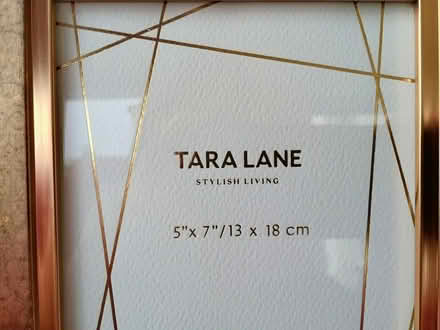 TARA LANE
STYLISH LIVING
5"x 7"/13 x 18 cm